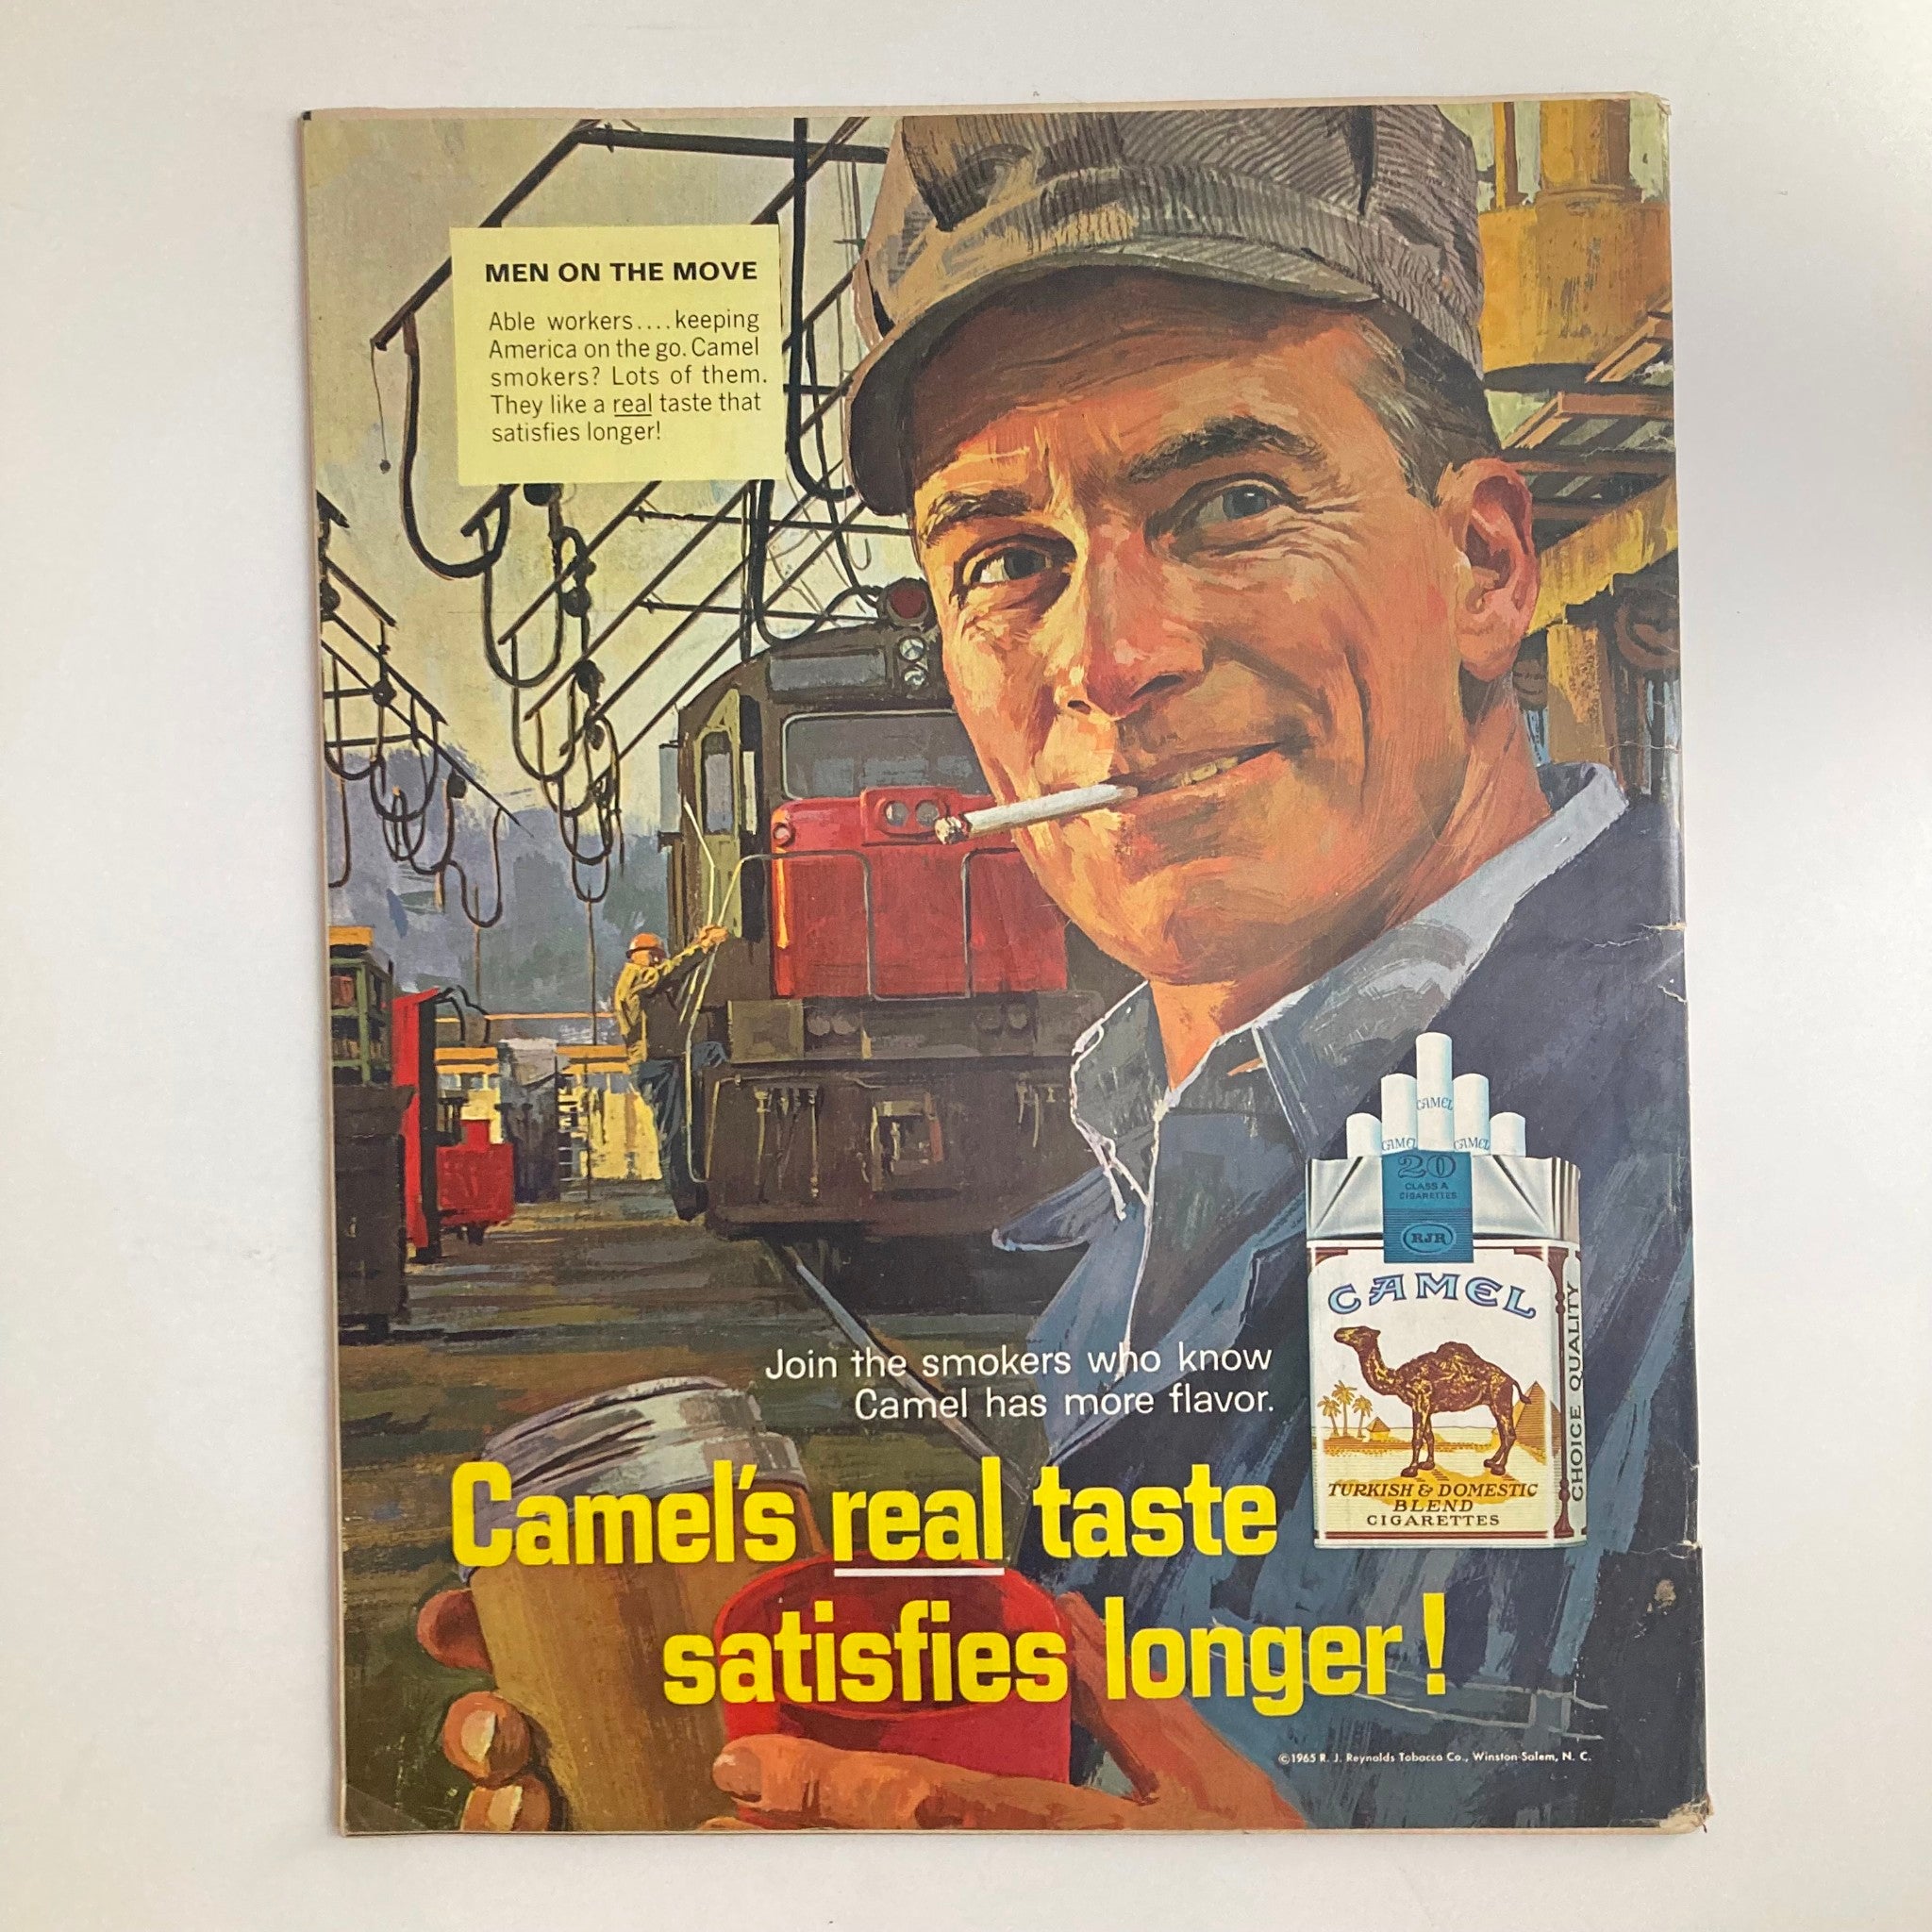 MEN ON THE MOVE
Able workers....keeping
America on the go. Camel
smokers? Lots of them.
They like a real taste that
satisfies longer!
CAMEL
CAMEL
CAMEL
20
CLASS A
CIGARETTES
RJR
CAMEL
CHOICE QUALITY
TURKISH & DOMESTIC
BLEND
CIGARETTES
Join the smokers who know
Camel has more flavor.
Camel's real taste
satisfies longer!
©1965 R. J. Reynolds Tobacco Co., Winston-Salem, N. C.